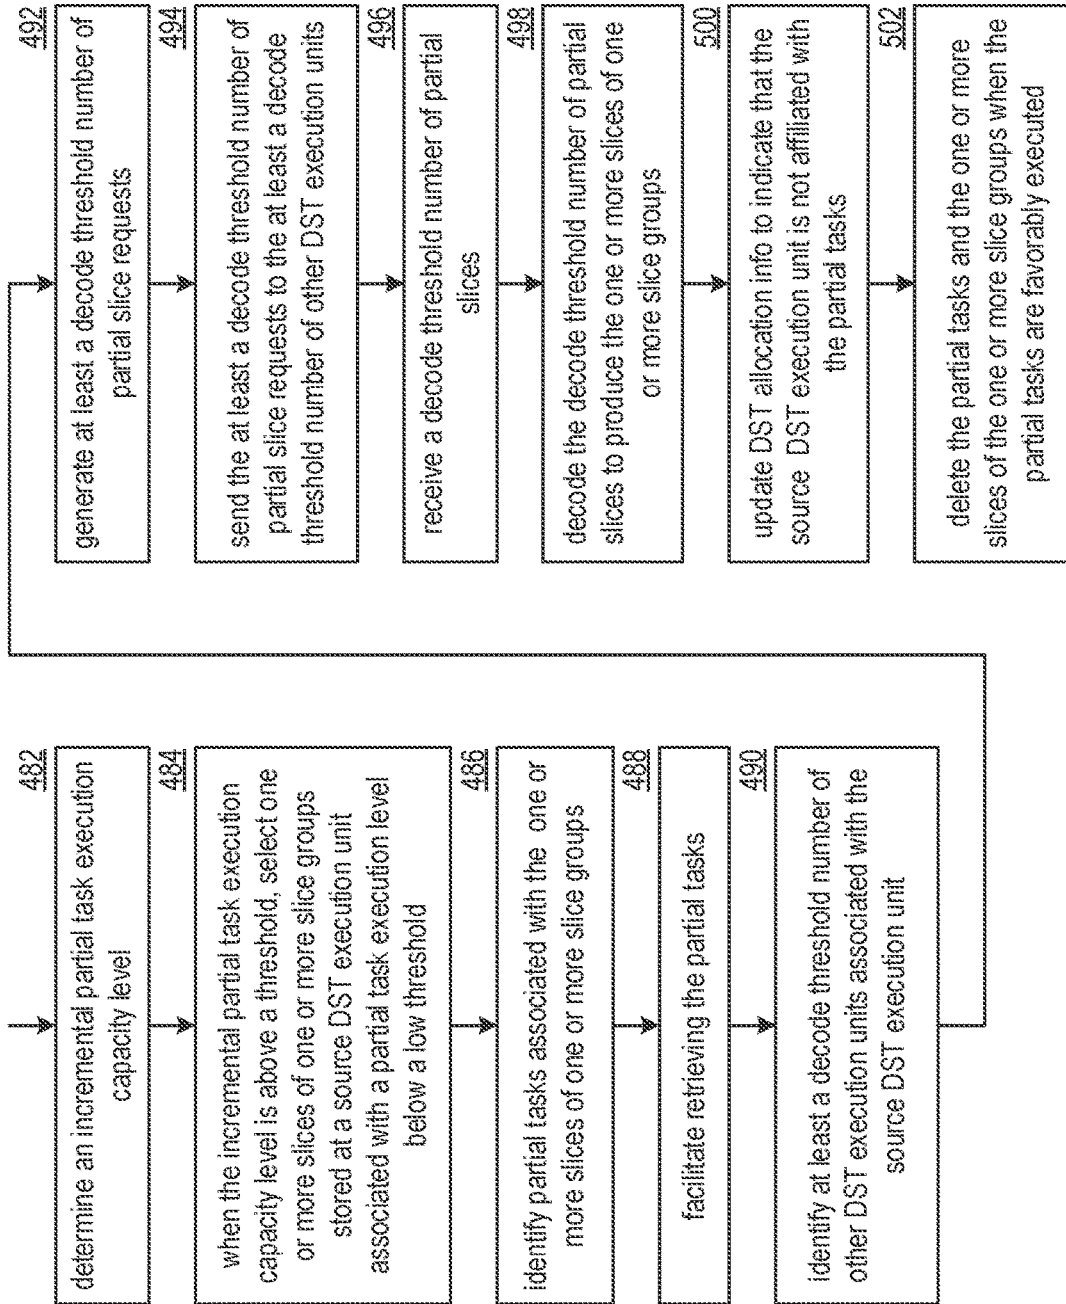 482
determine an incremental partial task execution
capacity level
484
when the incremental partial task execution
capacity level is above a threshold, select one
or more slices of one or more slice groups
stored at a source DST execution unit
associated with a partial task execution level
below a low threshold
486
identify partial tasks associated with the one or
more slices of one or more slice groups
488
facilitate retrieving the partial tasks
490
identify at least a decode threshold number of
other DST execution units associated with the
source DST execution unit
492
generate at least a decode threshold number of
partial slice requests
494
send the at least a decode threshold number of
partial slice requests to the at least a decode
threshold number of other DST execution units
496
receive a decode threshold number of partial
slices
498
decode the decode threshold number of partial
slices to produce the one or more slices of one
or more slice groups
500
update DST allocation info to indicate that the
source DST execution unit is not affiliated with
the partial tasks
502
delete the partial tasks and the one or more
slices of the one or more slice groups when the
partial tasks are favorably executed